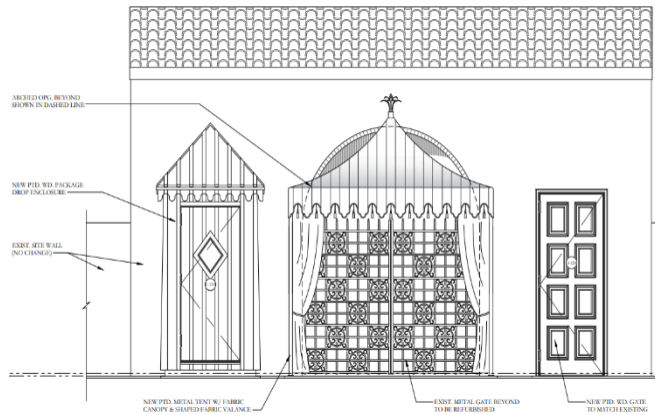 ARCHED OPG. BEYOND
SHOWN IN DASHED LINE
NEW PTD. WD. PACKAGE
DROP ENCLOSURE
EXIST. SITE WALL
(NO CHANGE)
NEW PTD. METAL TENT W/ FABRIC
CANOPY & SHAPED FABRIC VALANCE
EXIST. METAL GATE BEYOND
TO BE REFURBISHED
NEW PTD. WD. GATE
TO MATCH EXISTING